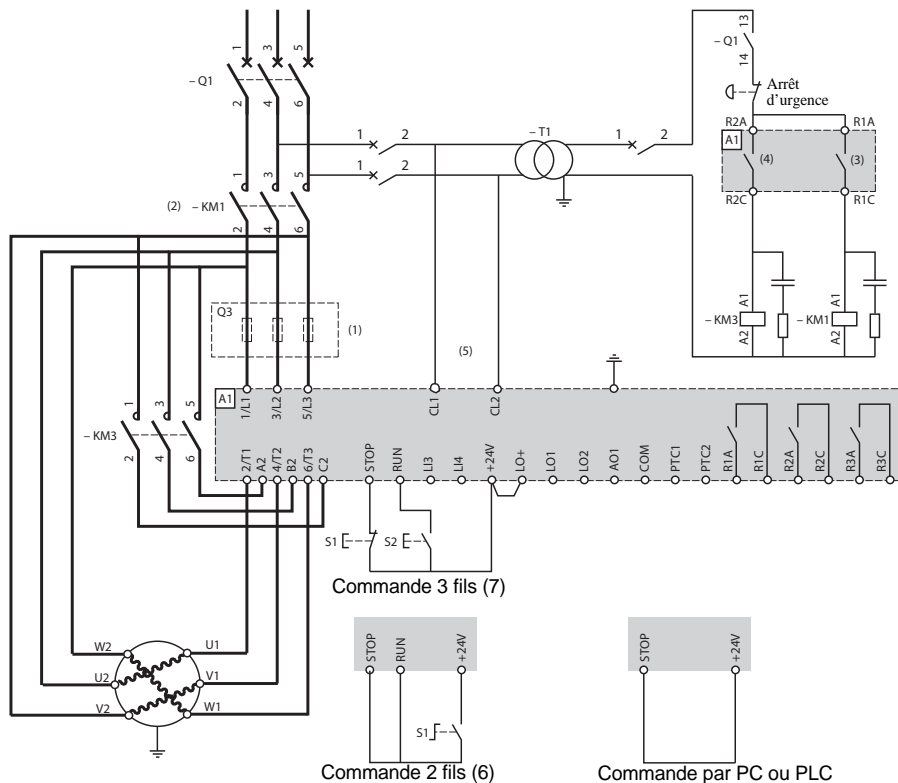 1 3 5
– Q1
2 4 6
13
– Q1
14
Arrêt
d’urgence
1 2
– T1
1 2
1 2
R2A R1A
A1
(4) (3)
R2C R1C
1 3 5
(2) – KM1
2 4 6
A1 A1
– KM3 – KM1
A2 A2
Q3
(1)
(5)
A1
1/L1 3/L2 5/L3 CL1 CL2
1 3 5
– KM3
2 4 6
2/T1 A2 4/T2 B2 6/T3 C2 STOP RUN LI3 LI4 +24V LO+ LO1 LO2 AO1 COM PTC1 PTC2 R1A R1C R2A R2C R3A R3C
S1 S2
Commande 3 fils (7)
W2 U1
U2 V1
V2 W1
STOP RUN +24V
S1
Commande 2 fils (6)
STOP +24V
Commande par PC ou PLC